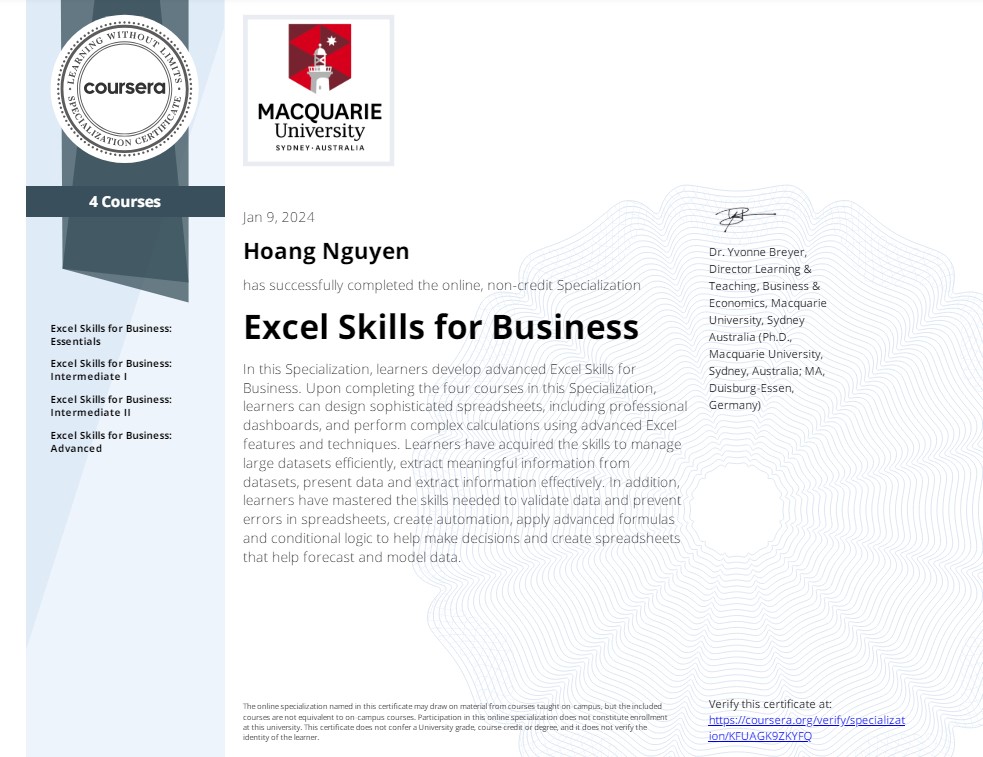 LEARNING WITHOUT LIMITS
coursera
SPECIALIZATION CERTIFICATE
4 Courses
Excel Skills for Business:
Essentials
Excel Skills for Business:
Intermediate I
Excel Skills for Business:
Intermediate II
Excel Skills for Business:
Advanced
MACQUARIE
University
SYDNEY·AUSTRALIA
Jan 9, 2024
Hoang Nguyen
has successfully completed the online, non-credit Specialization
Excel Skills for Business
In this Specialization, learners develop advanced Excel Skills for
Business. Upon completing the four courses in this Specialization,
learners can design sophisticated spreadsheets, including professional
dashboards, and perform complex calculations using advanced Excel
features and techniques. Learners have acquired the skills to manage
large datasets efficiently, extract meaningful information from
datasets, present data and extract information effectively. In addition,
learners have mastered the skills needed to validate data and prevent
errors in spreadsheets, create automation, apply advanced formulas
and conditional logic to help make decisions and create spreadsheets
that help forecast and model data.
Dr. Yvonne Breyer,
Director Learning &
Teaching, Business &
Economics, Macquarie
University, Sydney
Australia (Ph.D.,
Macquarie University,
Sydney, Australia; MA,
Duisburg-Essen,
Germany)
The online specialization named in this certificate may draw on material from courses taught on-campus, but the included
courses are not equivalent to on-campus courses. Participation in this online specialization does not constitute enrollment
at this university. This certificate does not confer a University grade, course credit or degree, and it does not verify the
identity of the learner.
Verify this certificate at:
https://coursera.org/verify/specializat
ion/KFUAGK9ZKYFQ